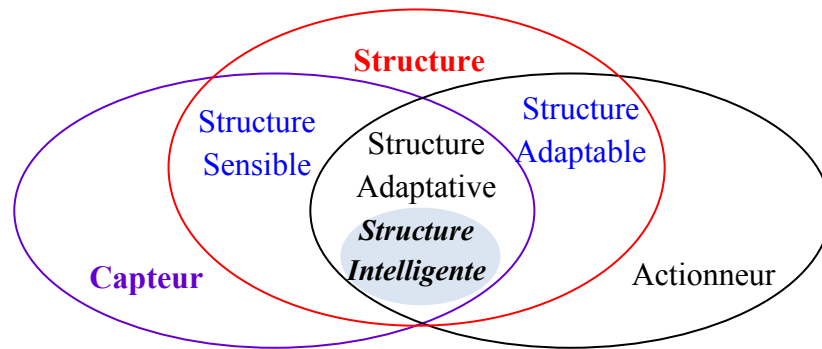 Structure
Structure
Sensible
Structure
Adaptable
Structure
Adaptative
Structure
Intelligente
Capteur
Actionneur